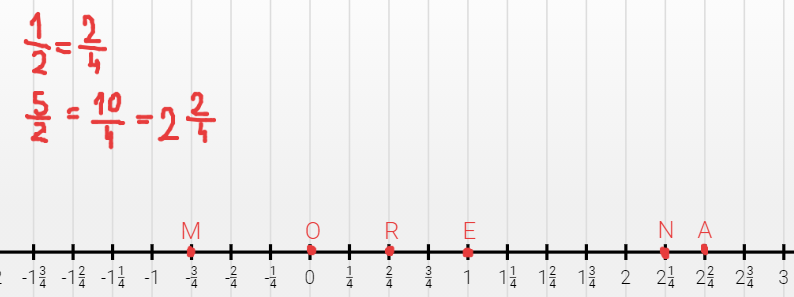 1/2 = 2/4
5/2 = 10/4 = 2 2/4
M O R E N A
-1 3/4 -1 2/4 -1 1/4 -1 -3/4 -2/4 -1/4 0 1/4 2/4 3/4 1 1 1/4 1 2/4 1 3/4 2 2 1/4 2 2/4 2 3/4 3